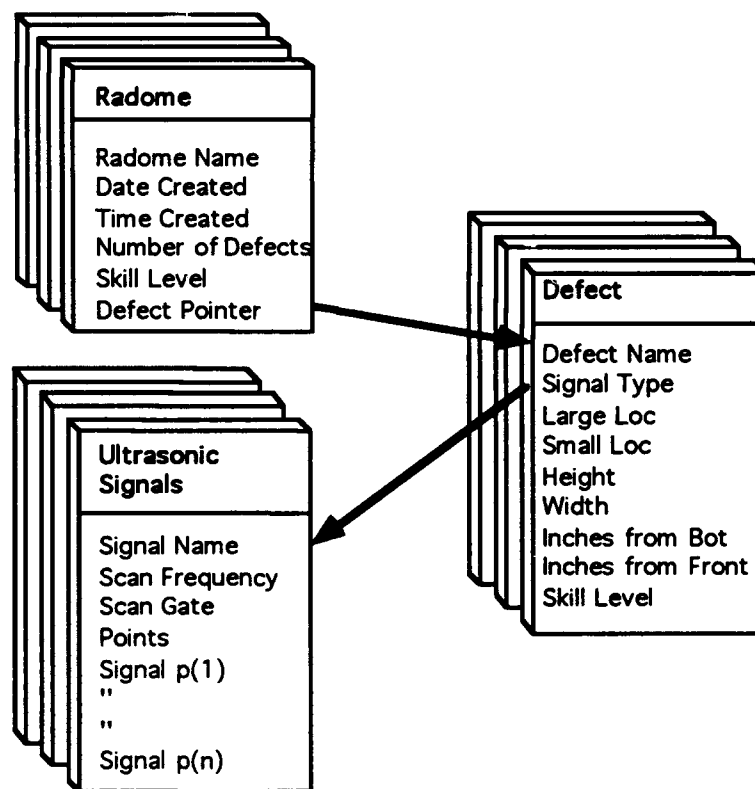 Radome
Radome Name
Date Created
Time Created
Number of Defects
Skill Level
Defect Pointer
Defect
Defect Name
Signal Type
Large Loc
Small Loc
Height
Width
Inches from Bot
Inches from Front
Skill Level
Ultrasonic
Signals
Signal Name
Scan Frequency
Scan Gate
Points
Signal p(1)
"
"
Signal p(n)